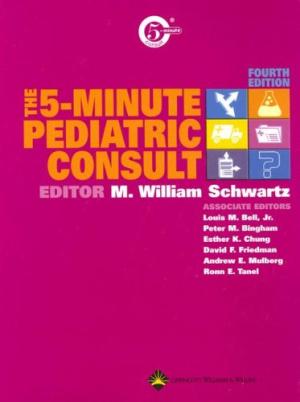 5-minute
®
FOURTH
EDITION
THE 5-MINUTE
PEDIATRIC
CONSULT
EDITOR M. William Schwartz
ASSOCIATE EDITORS
Louis M. Bell, Jr.
Peter M. Bingham
Esther K. Chung
David F. Friedman
Andrew E. Mulberg
Ronn E. Tanel
LIPPINCOTT WILLIAMS & WILKINS